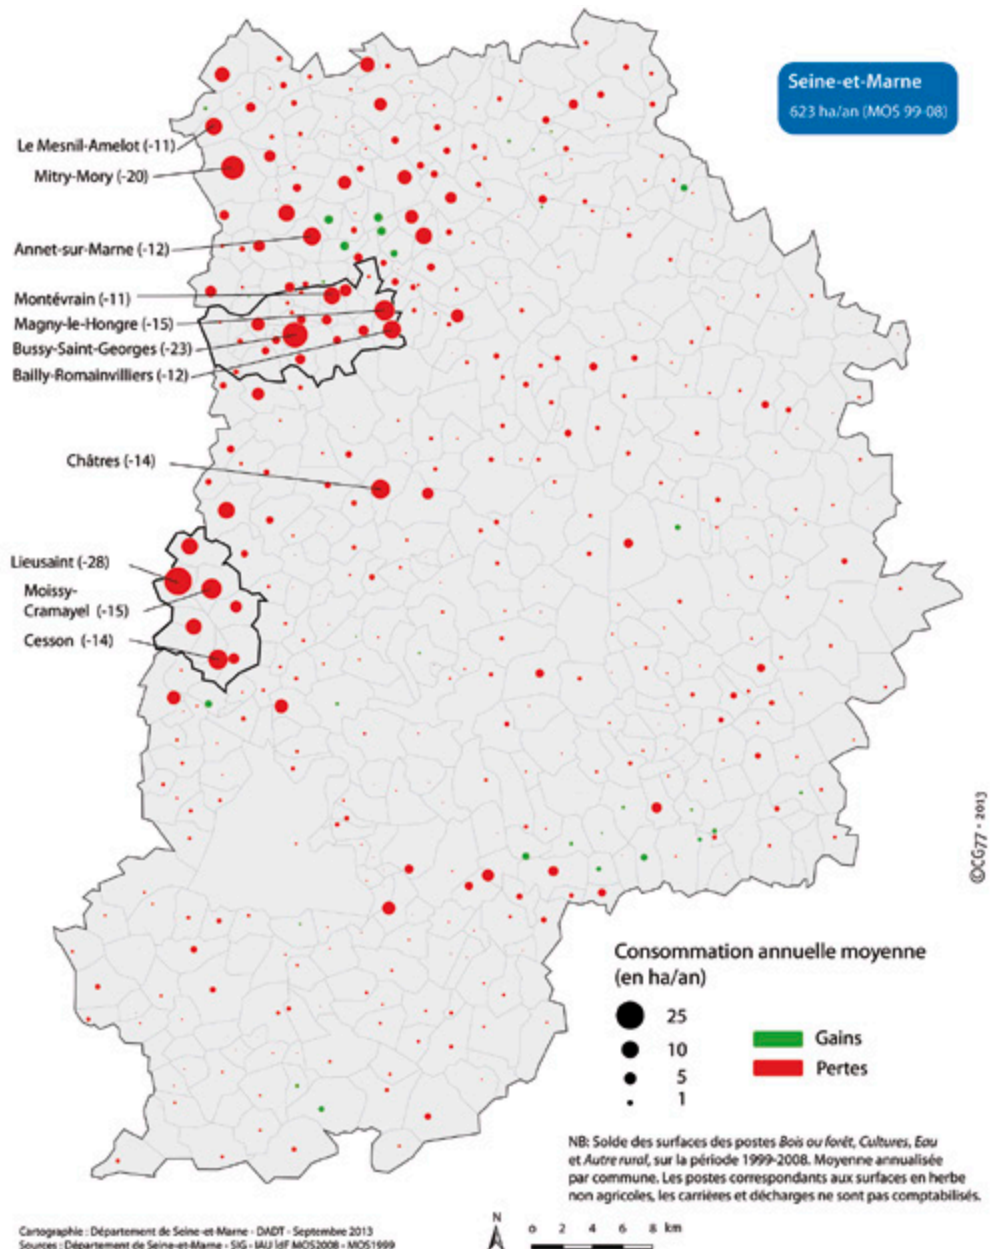 Seine-et-Marne
623 ha/an (MOS 99-08)
Le Mesnil-Amelot (-11)
Mitry-Mory (-20)
Annet-sur-Marne (-12)
Montévrain (-11)
Magny-le-Hongre (-15)
Bussy-Saint-Georges (-23)
Bailly-Romainvilliers (-12)
Châtres (-14)
Lieusaint (-28)
Moissy-
Cramayel (-15)
Cesson (-14)
©CG77 - 2013
Consommation annuelle moyenne
(en ha/an)
25
10
5
1
Gains
Pertes
NB: Solde des surfaces des postes Bois ou forêt, Cultures, Eau
et Autre rural, sur la période 1999-2008. Moyenne annualisée
par commune. Les postes correspondants aux surfaces en herbe
non agricoles, les carrières et décharges ne sont pas comptabilisés.
N
0 2 4 6 8 km
Cartographie : Département de Seine-et-Marne - DADT - Septembre 2013
Sources : Département de Seine-et-Marne - SIG - IAU îdF MOS2008 - MOS1999